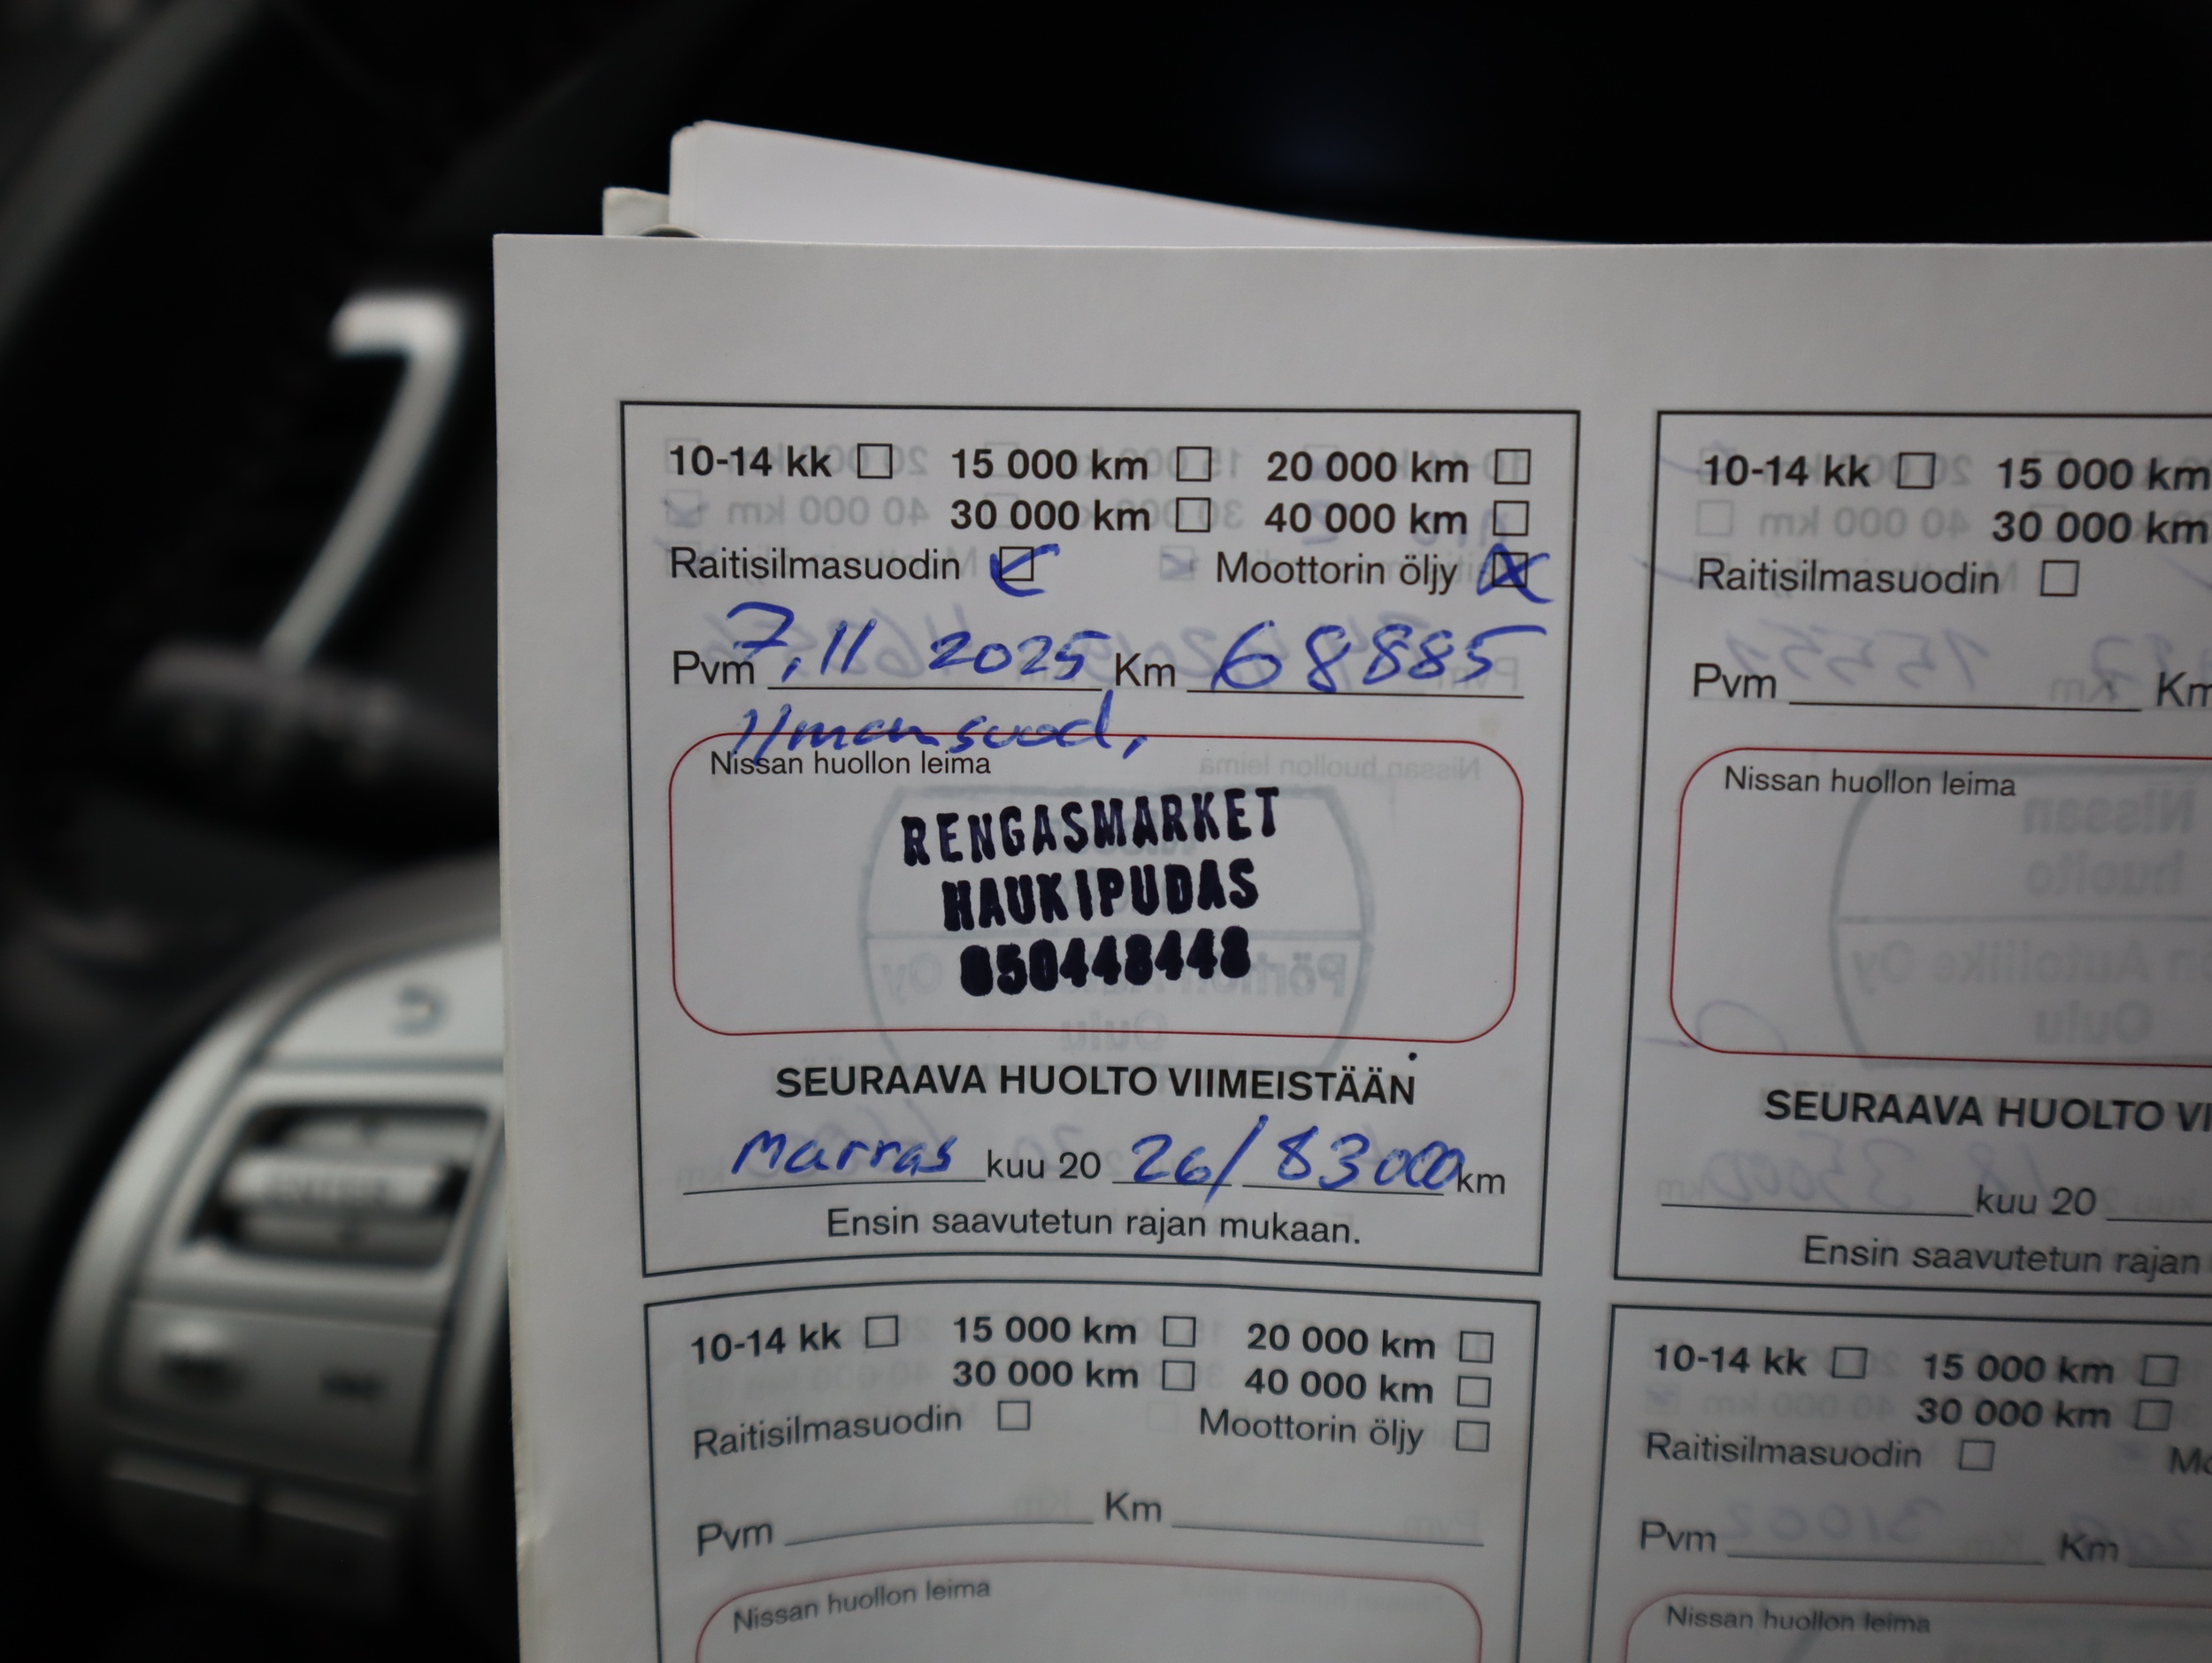 10-14 kk 15 000 km 20 000 km
30 000 km 40 000 km
Raitisilmasuodin Moottorin öljy
Pvm 7,11 2025 Km 68885
Ilmansuod,
Nissan huollon leima
RENGASMARKET
HAUKIPUDAS
050448448
SEURAAVA HUOLTO VIIMEISTÄÄN
Marras kuu 20 26/ 83000 km
Ensin saavutetun rajan mukaan.
10-14 kk 15 000 km
30 000 km
Raitisilmasuodin
Pvm Km
Nissan huollon leima
SEURAAVA HUOLTO VI
kuu 20
Ensin saavutetun rajan
10-14 kk 15 000 km 20 000 km
30 000 km 40 000 km
Raitisilmasuodin Moottorin öljy
Pvm Km
Nissan huollon leima
10-14 kk 15 000 km
30 000 km
Raitisilmasuodin Mo
Pvm Km
Nissan huollon leima